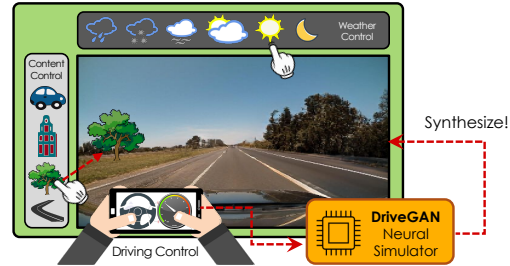 Weather
Control
Content
Control
Synthesize!
DriveGAN
Neural
Simulator
Driving Control